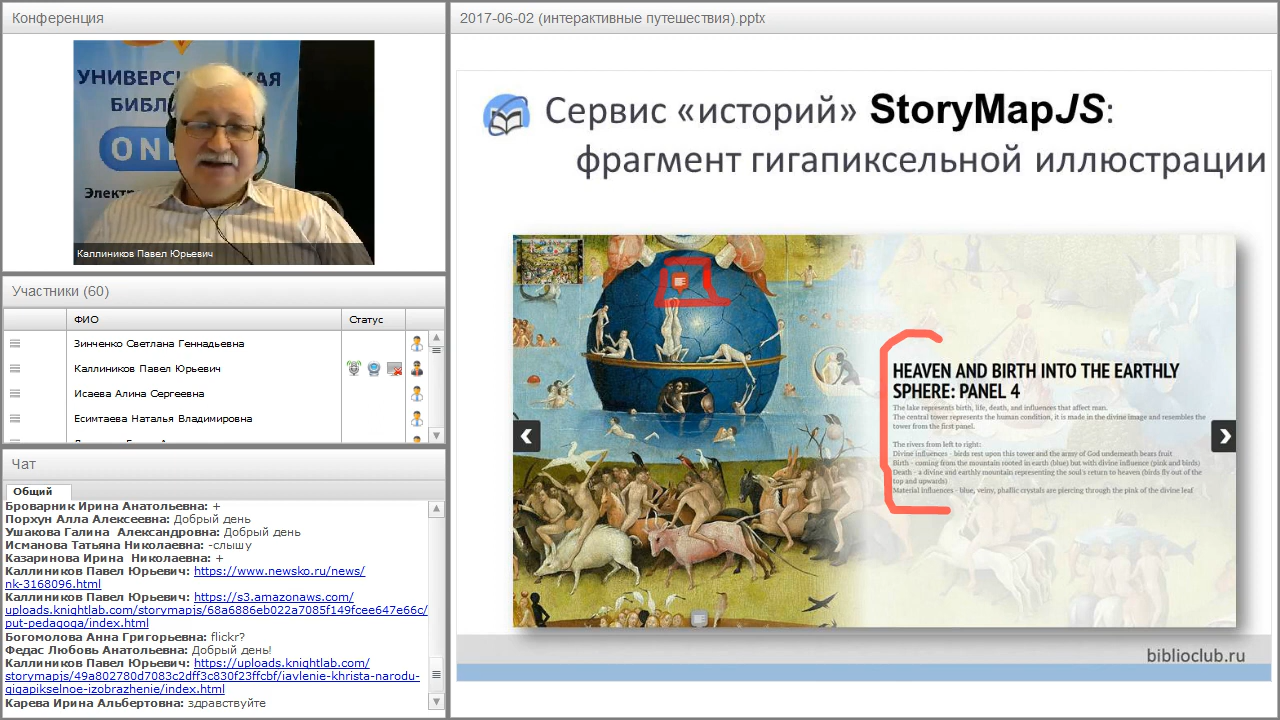 Конференция
УНИВЕРСИ СКАЯ
БИБЛИ
ONL
Электр
Каллиников Павел Юрьевич
Участники (60)
ФИО
Статус
Зинченко Светлана Геннадьевна
Каллиников Павел Юрьевич
Исаева Алина Сергеевна
Есимтаева Наталья Владимировна
Чат
Общий
Броварник Ирина Анатольевна: +
Порхун Алла Алексеевна: Добрый день
Ушакова Галина Александровна: Добрый день
Исманова Татьяна Николаевна: -слышу
Казаринова Ирина Николаевна: +
Каллиников Павел Юрьевич: https://www.newsko.ru/news/
nk-3168096.html
Каллиников Павел Юрьевич: https://s3.amazonaws.com/
uploads.knightlab.com/storymapjs/68a6886eb022a7085f149fcee647e66c/
put-pedagoga/index.html
Богомолова Анна Григорьевна: flickr?
Федас Любовь Анатольевна: Добрый день!
Каллиников Павел Юрьевич: https://uploads.knightlab.com/
storymapjs/49a802780d7083c2dff3c830f23ffcbf/iavlenie-khrista-narodu-
gigapikselnoe-izobrazhenie/index.html
Карева Ирина Альбертовна: здравствуйте
2017-06-02 (интерактивные путешествия).pptx
Сервис «историй» StoryMapJS:
фрагмент гигапиксельной иллюстрации
HEAVEN AND BIRTH INTO THE EARTHLY
SPHERE: PANEL 4
The lake represents birth, life, death, and influences that affect man.
The central tower represents the human condition, it is made in the divine image and resembles the
tower from the first panel.
The rivers from left to right:
Divine influences - birds rest upon this tower and the army of God underneath bears fruit
Birth - coming from the mountain rooted in earth (blue) but with divine influence (pink and birds)
Death - a divine and earthly mountain representing the soul's return to heaven (birds fly out of the
top and upwards)
Material influences - blue, veiny, phallic crystals are piercing through the pink of the divine leaf
biblioclub.ru